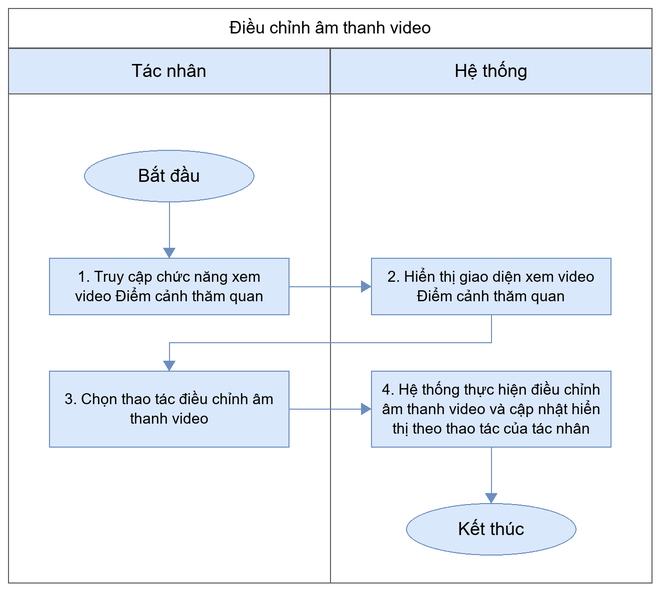 Điều chỉnh âm thanh video
Tác nhân
Hệ thống
Bắt đầu
1. Truy cập chức năng xem
video Điểm cảnh thăm quan
2. Hiển thị giao diện xem video
Điểm cảnh thăm quan
3. Chọn thao tác điều chỉnh âm
thanh video
4. Hệ thống thực hiện điều chỉnh
âm thanh video và cập nhật hiển
thị theo thao tác của tác nhân
Kết thúc